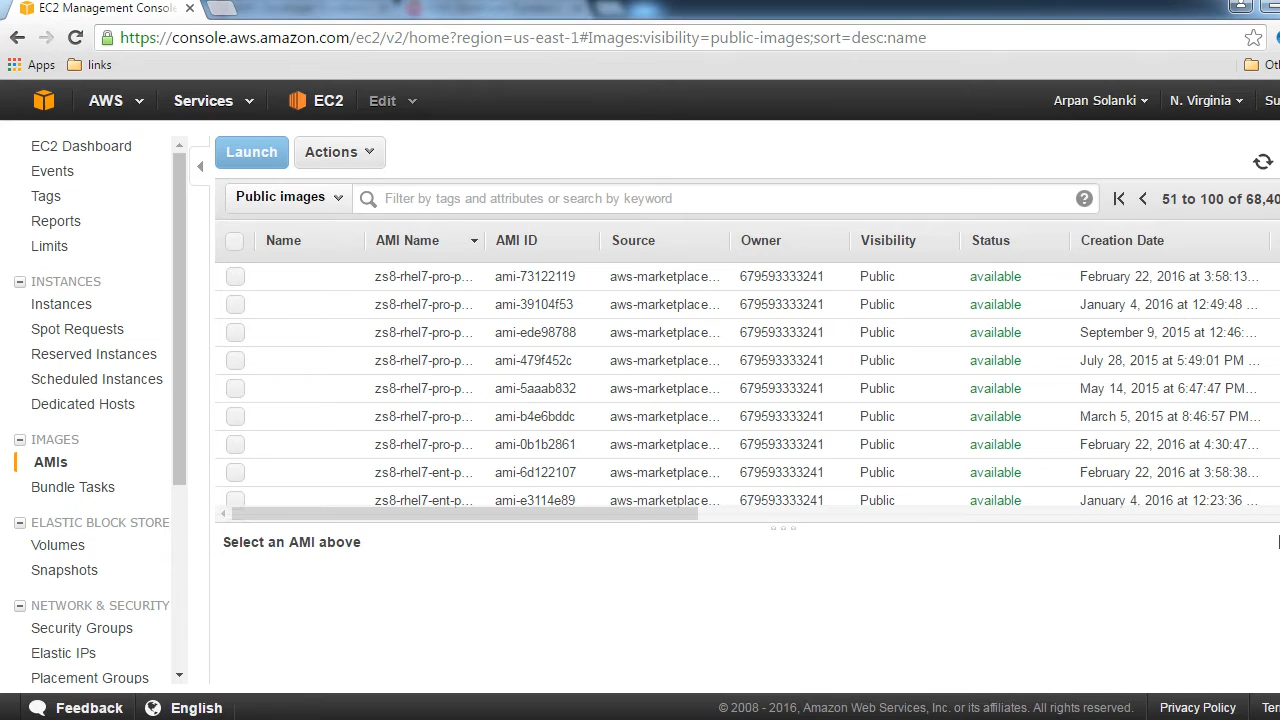 EC2 Management Conso
https://console.aws.amazon.com/ec2/v2/home?region=us-east-1#Images:visibility=public-images;sort=desc:name
Apps links Ot
AWS Services EC2 Edit Arpan Solanki N. Virginia Su
EC2 Dashboard
Events
Tags
Reports
Limits
INSTANCES
Instances
Spot Requests
Reserved Instances
Scheduled Instances
Dedicated Hosts
IMAGES
AMIs
Bundle Tasks
ELASTIC BLOCK STORE
Volumes
Snapshots
NETWORK & SECURITY
Security Groups
Elastic IPs
Placement Groups
Launch Actions
Public images Filter by tags and attributes or search by keyword ? 51 to 100 of 68,40
Name AMI Name AMI ID Source Owner Visibility Status Creation Date
zs8-rhel7-pro-p... ami-73122119 aws-marketplace... 679593333241 Public available February 22, 2016 at 3:58:13...
zs8-rhel7-pro-p... ami-39104f53 aws-marketplace... 679593333241 Public available January 4, 2016 at 12:49:48 ...
zs8-rhel7-pro-p... ami-ede98788 aws-marketplace... 679593333241 Public available September 9, 2015 at 12:46:...
zs8-rhel7-pro-p... ami-479f452c aws-marketplace... 679593333241 Public available July 28, 2015 at 5:49:01 PM ...
zs8-rhel7-pro-p... ami-5aaab832 aws-marketplace... 679593333241 Public available May 14, 2015 at 6:47:47 PM...
zs8-rhel7-pro-p... ami-b4e6bddc aws-marketplace... 679593333241 Public available March 5, 2015 at 8:46:57 PM...
zs8-rhel7-pro-p... ami-0b1b2861 aws-marketplace... 679593333241 Public available February 22, 2016 at 4:30:47...
zs8-rhel7-ent-p... ami-6d122107 aws-marketplace... 679593333241 Public available February 22, 2016 at 3:58:38...
zs8-rhel7-ent-p... ami-e3114e89 aws-marketplace... 679593333241 Public available January 4, 2016 at 12:23:36 ...
Select an AMI above
Feedback English © 2008 - 2016, Amazon Web Services, Inc. or its affiliates. All rights reserved. Privacy Policy Ter